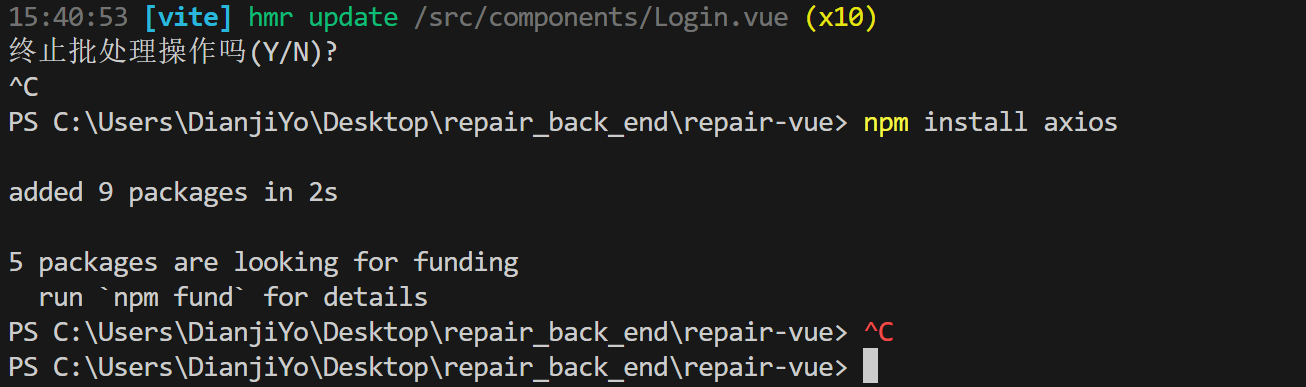 15:40:53 [vite] hmr update /src/components/Login.vue (x10)
终止批处理操作吗(Y/N)?
^C
PS C:\Users\DianjiYo\Desktop\repair_back_end\repair-vue> npm install axios
added 9 packages in 2s
5 packages are looking for funding
  run `npm fund` for details
PS C:\Users\DianjiYo\Desktop\repair_back_end\repair-vue> ^C
PS C:\Users\DianjiYo\Desktop\repair_back_end\repair-vue>